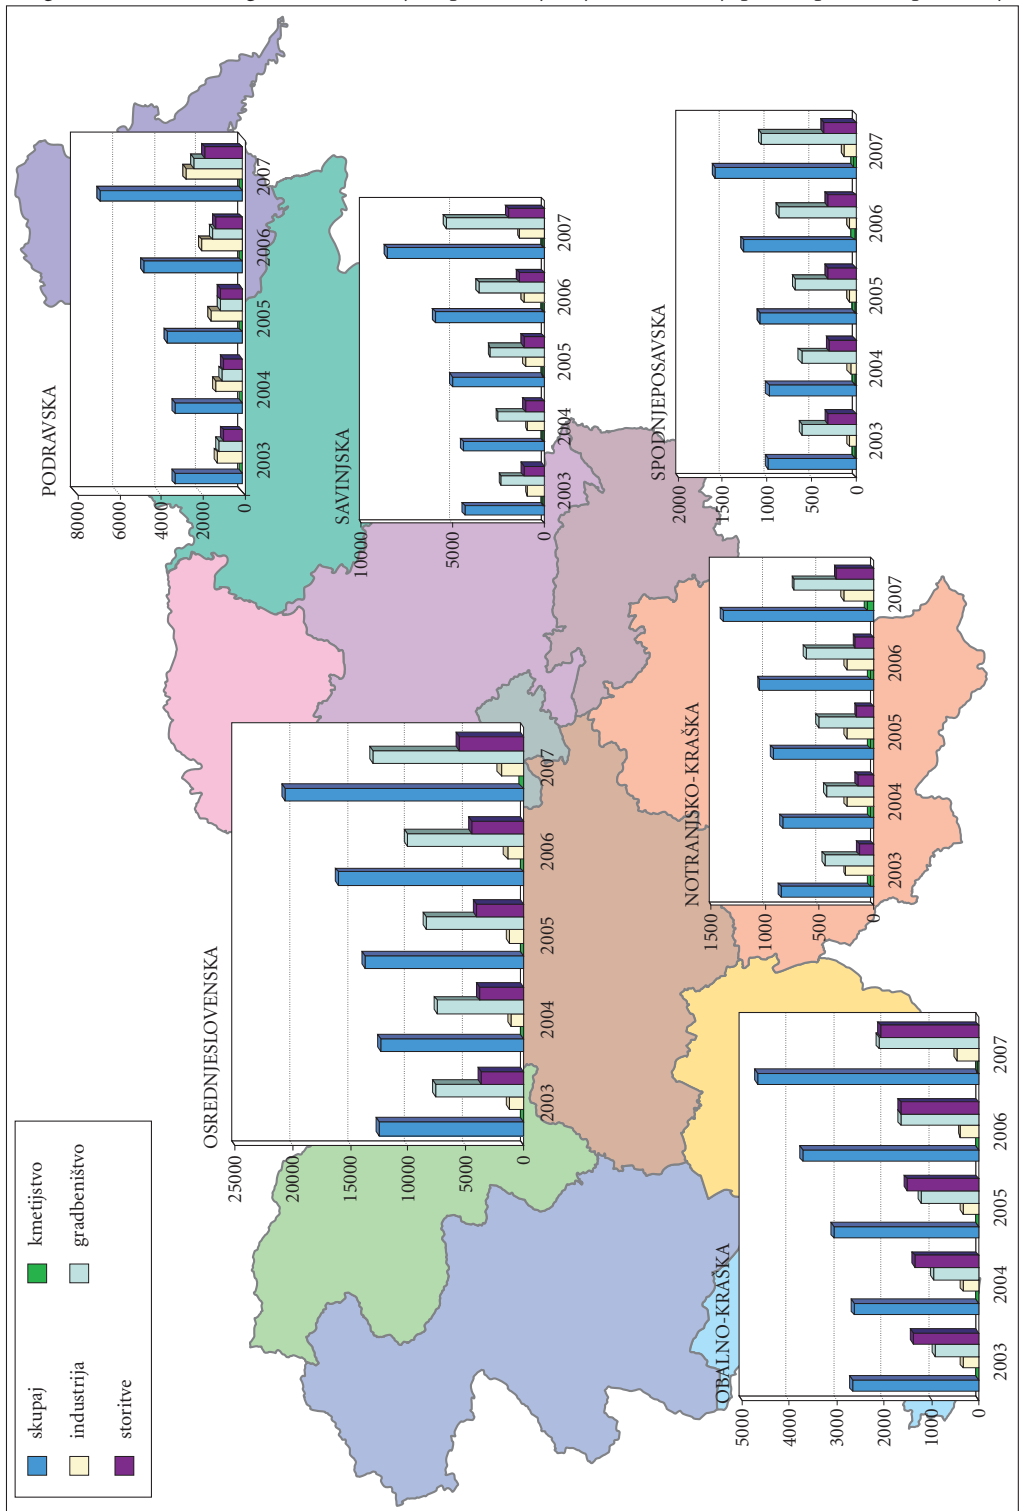 skupaj kmetijstvo
industrija gradbeništvo
storitve
PODRAVSKA
8000
6000
4000
2000
0
2003 2004 2005 2006 2007
OSREDNJESLOVENSKA
25000
20000
15000
10000
5000
0
2003 2004 2005 2006 2007
SAVINJSKA
10000
5000
0
2003 2004 2005 2006 2007
SPODNJEPOSAVSKA
2000
1500
1000
5000
0
2003 2004 2005 2006 2007
NOTRANJSKO-KRAŠKA
1500
1000
500
0
2003 2004 2005 2006 2007
OBALNO-KRAŠKA
5000
4000
3000
2000
1000
0
2003 2004 2005 2006 2007